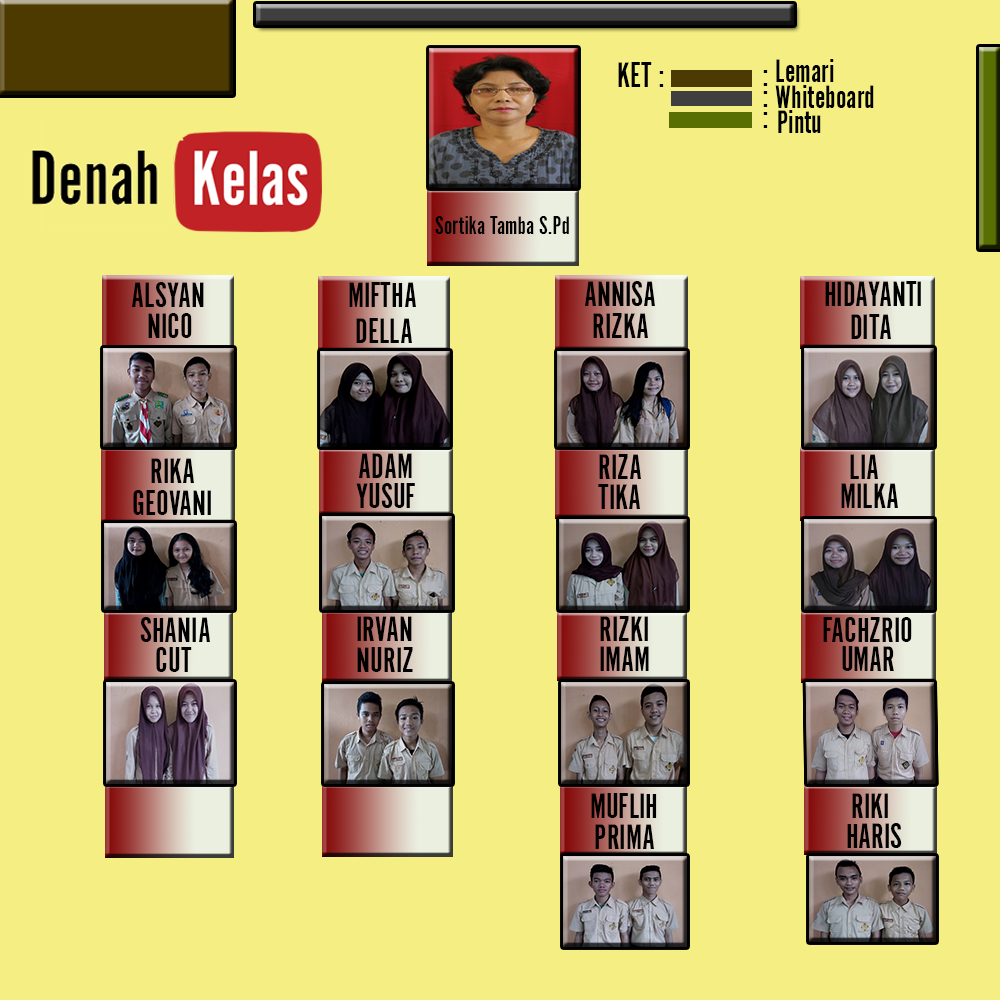 KET :
: Lemari
: Whiteboard
: Pintu
Denah Kelas
Sortika Tamba S.Pd
ALSYAN
NICO
MIFTHA
DELLA
ANNISA
RIZKA
HIDAYANTI
DITA
RIKA
GEOVANI
ADAM
YUSUF
RIZA
TIKA
LIA
MILKA
SHANIA
CUT
IRVAN
NURIZ
RIZKI
IMAM
FACHZRIO
UMAR
MUFLIH
PRIMA
RIKI
HARIS